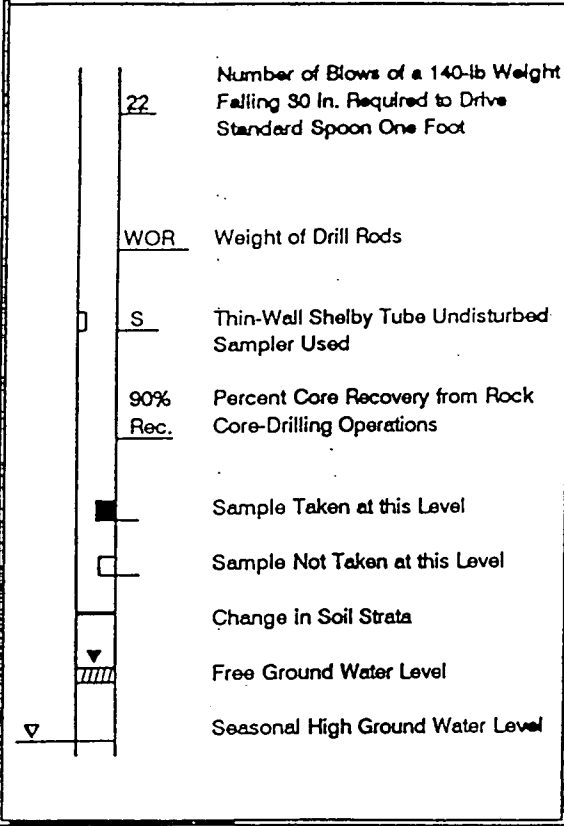 22
Number of Blows of a 140-lb Weight
Falling 30 in. Required to Drive
Standard Spoon One Foot
WOR Weight of Drill Rods
S Thin-Wall Shelby Tube Undisturbed
Sampler Used
90% Percent Core Recovery from Rock
Rec. Core-Drilling Operations
Sample Taken at this Level
Sample Not Taken at this Level
Change in Soil Strata
Free Ground Water Level
Seasonal High Ground Water Level